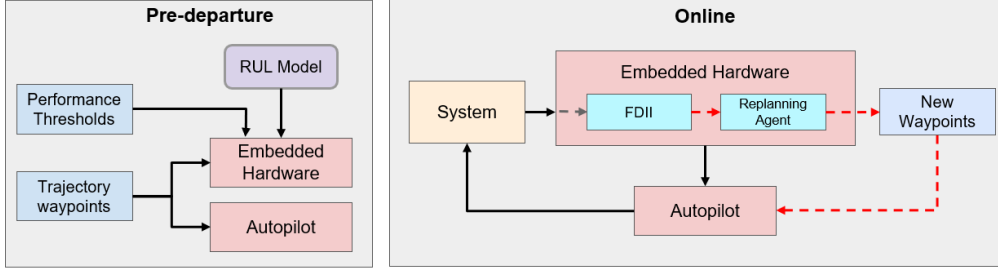 Pre-departure
RUL Model
Performance
Thresholds
Embedded
Hardware
Trajectory
waypoints
Autopilot
Online
Embedded Hardware
System
FDII
Replanning
Agent
New
Waypoints
Autopilot